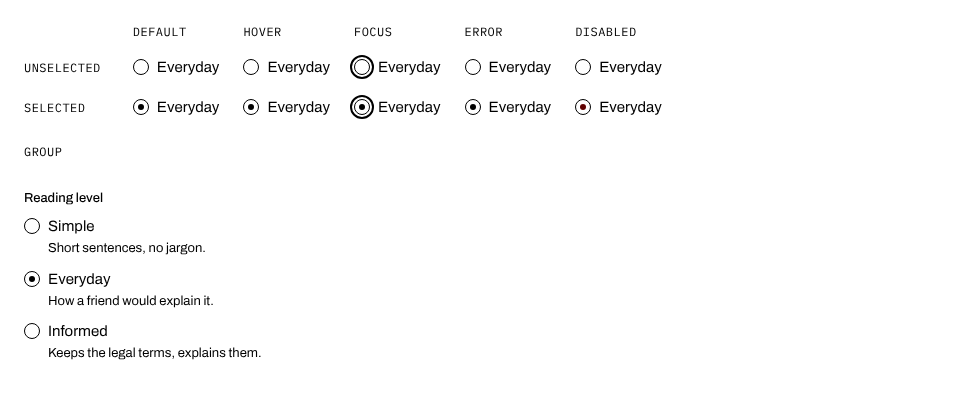 DEFAULT HOVER FOCUS ERROR DISABLED
UNSELECTED Everyday Everyday Everyday Everyday Everyday
SELECTED Everyday Everyday Everyday Everyday Everyday
GROUP
Reading level
Simple
Short sentences, no jargon.
Everyday
How a friend would explain it.
Informed
Keeps the legal terms, explains them.